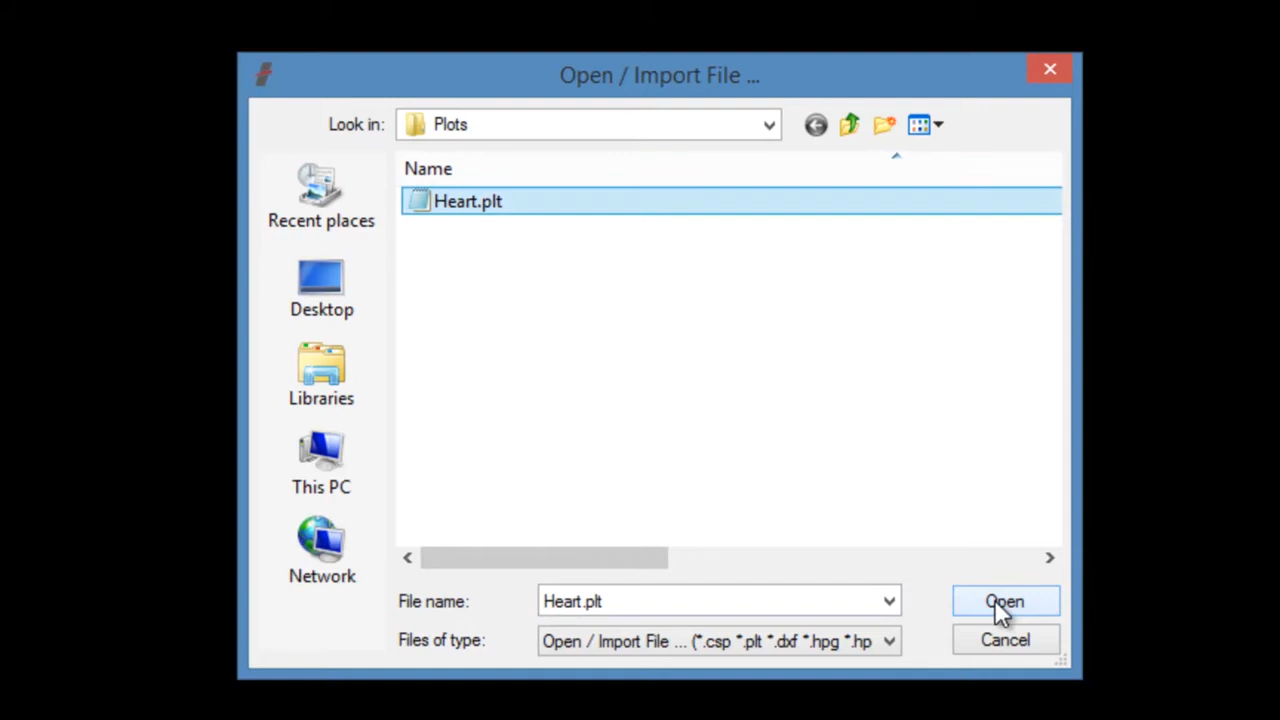 Open / Import File ...
Look in:
Plots
Name
Heart.plt
Recent places
Desktop
Libraries
This PC
Network
File name:
Heart.plt
Open
Files of type:
Open / Import File ... (*.csp *.plt *.dxf *.hpg *.hp
Cancel